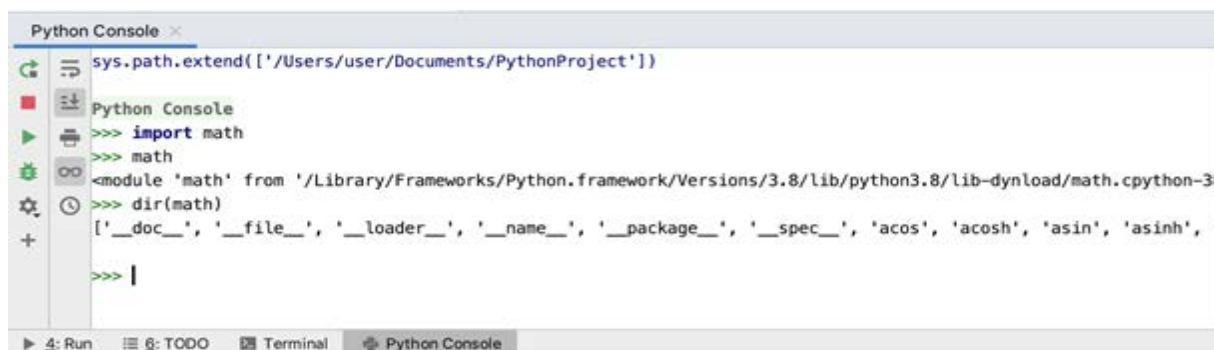 Python Console
sys.path.extend(['/Users/user/Documents/PythonProject'])
Python Console
>>> import math
>>> math
<module 'math' from '/Library/Frameworks/Python.framework/Versions/3.8/lib/python3.8/lib-dynload/math.cpython-38
>>> dir(math)
['__doc__', '__file__', '__loader__', '__name__', '__package__', '__spec__', 'acos', 'acosh', 'asin', 'asinh',
>>>
4: Run 6: TODO Terminal Python Console